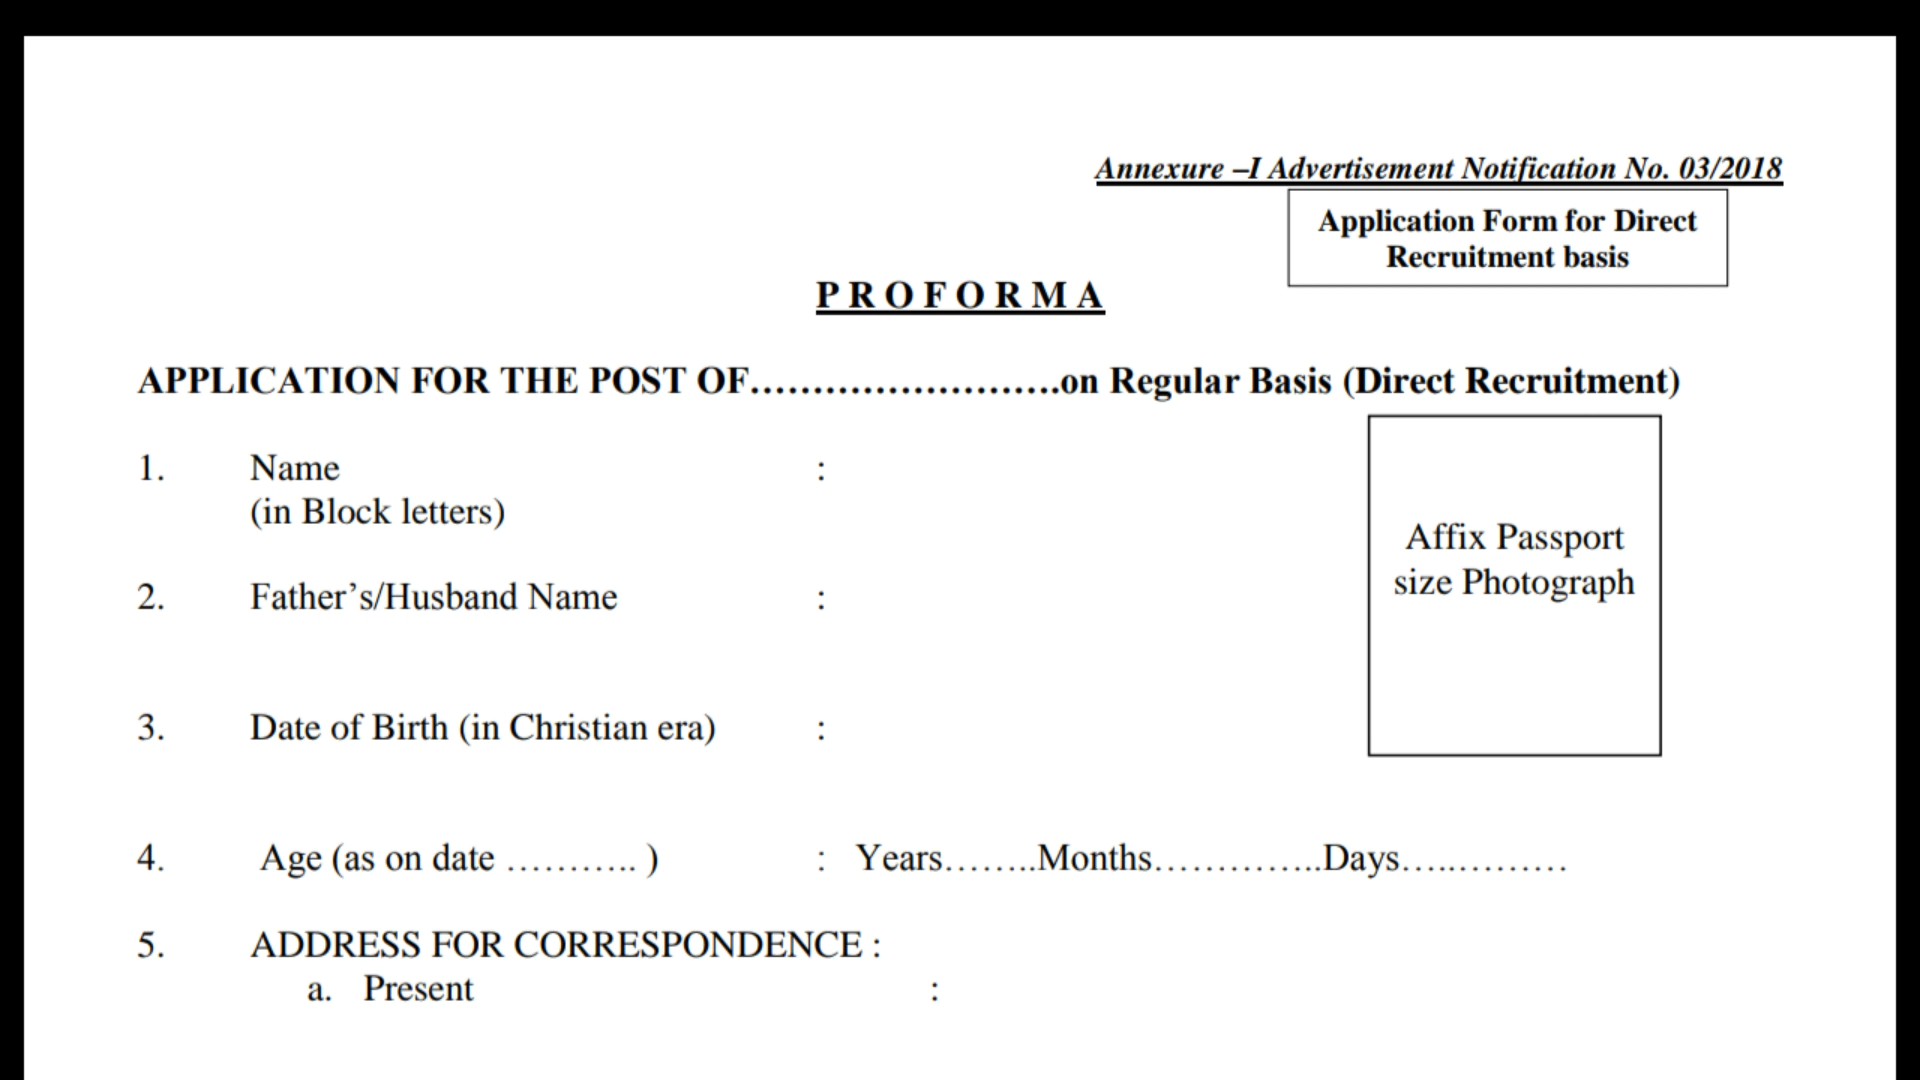 Annexure –I Advertisement Notification No. 03/2018
Application Form for Direct
Recruitment basis
P R O F O R M A
APPLICATION FOR THE POST OF……………………..on Regular Basis (Direct Recruitment)
1. Name :
(in Block letters)
Affix Passport
size Photograph
2. Father’s/Husband Name :
3. Date of Birth (in Christian era) :
4. Age (as on date ……….. ) : Years……..Months…………..Days…..………
5. ADDRESS FOR CORRESPONDENCE :
a. Present :